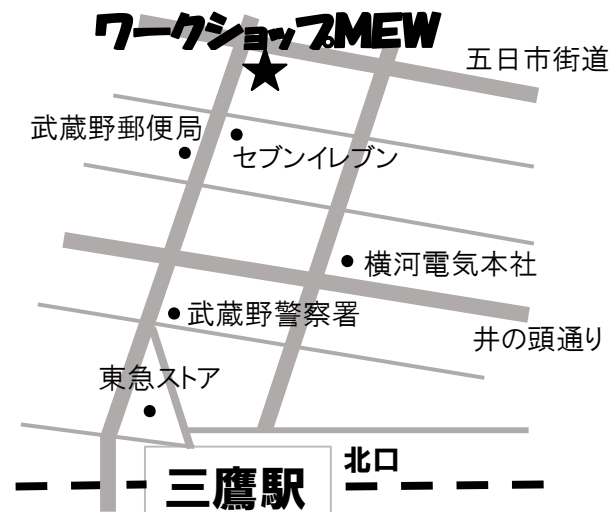 ワークショップMEW
五日市街道
武蔵野郵便局
セブンイレブン
横河電気本社
武蔵野警察署
井の頭通り
東急ストア
北口
三鷹駅